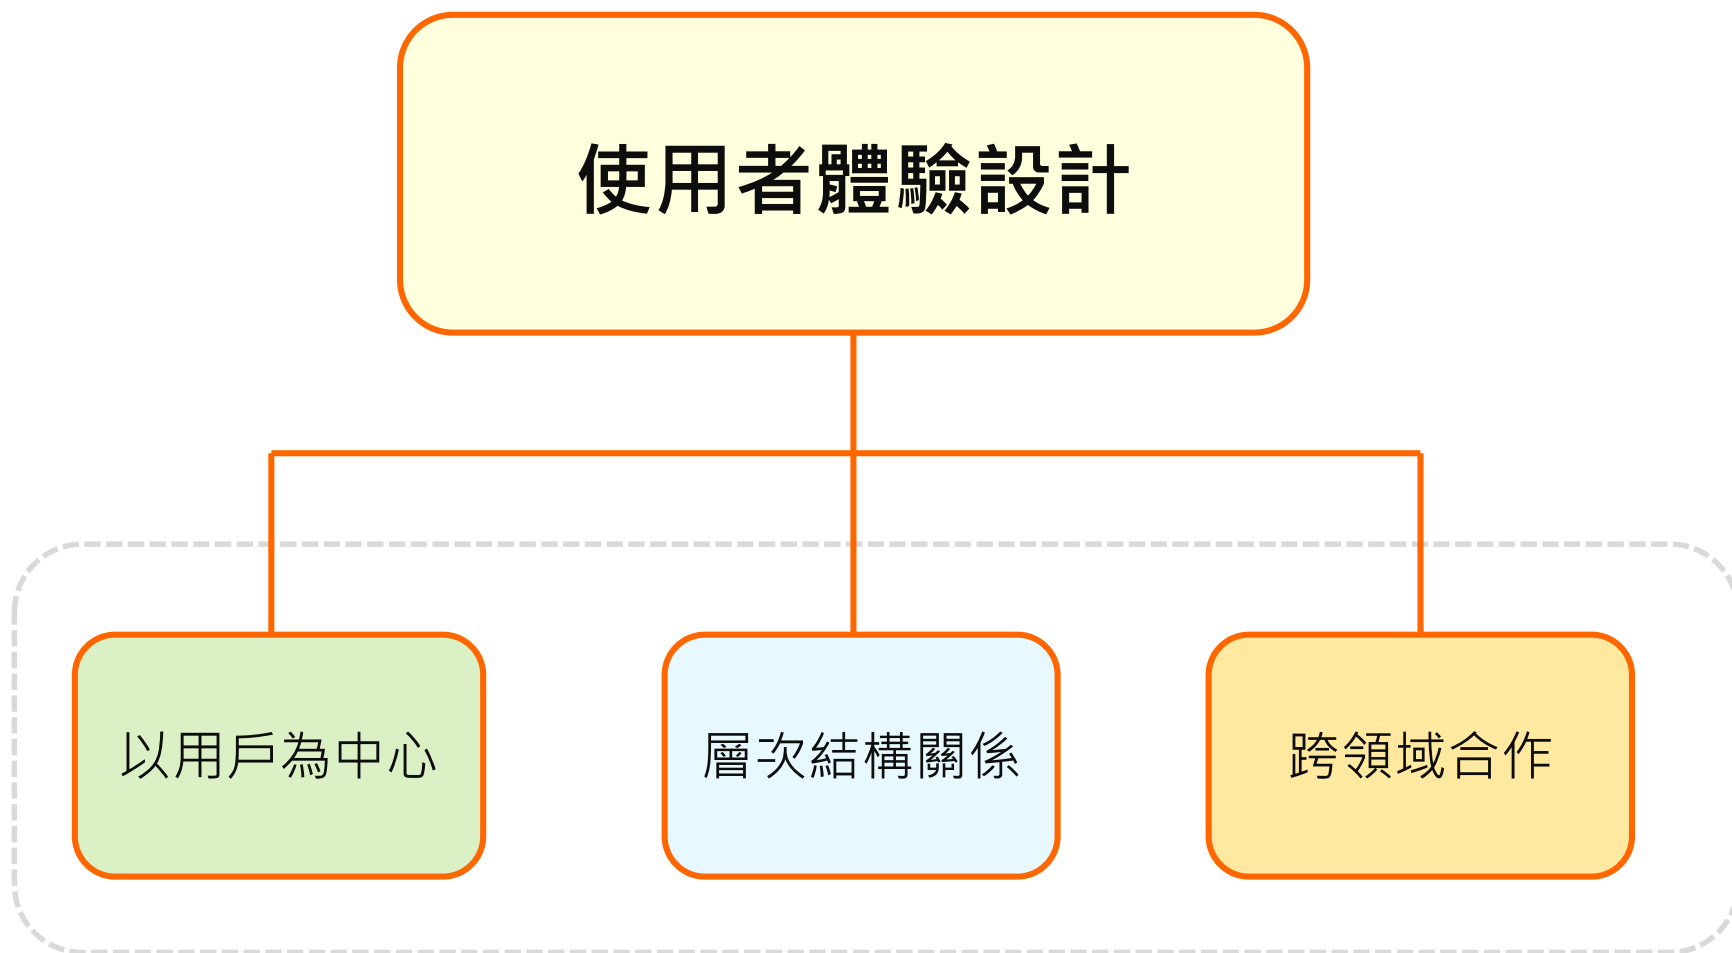 使用者體驗設計
以用戶為中心
層次結構關係
跨領域合作